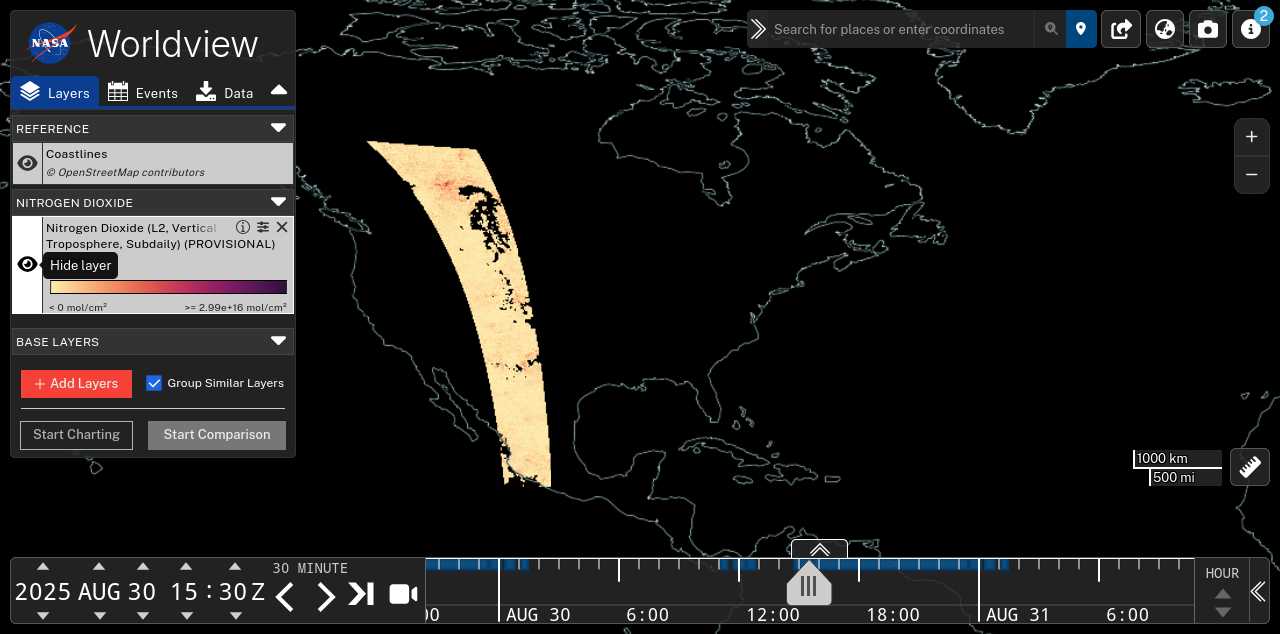 NASA
Worldview
Layers
Events
Data
REFERENCE
Coastlines
© OpenStreetMap contributors
NITROGEN DIOXIDE
Nitrogen Dioxide (L2, Vertical
Troposphere, Subdaily) (PROVISIONAL)
Hide layer
< 0 mol/cm²
>= 2.99e+16 mol/cm²
BASE LAYERS
+ Add Layers
Group Similar Layers
Start Charting
Start Comparison
Search for places or enter coordinates
2
+
−
1000 km
500 mi
2025 AUG 30 15 : 30 Z
30 MINUTE
00
AUG 30
6:00
12:00
18:00
AUG 31
6:00
HOUR